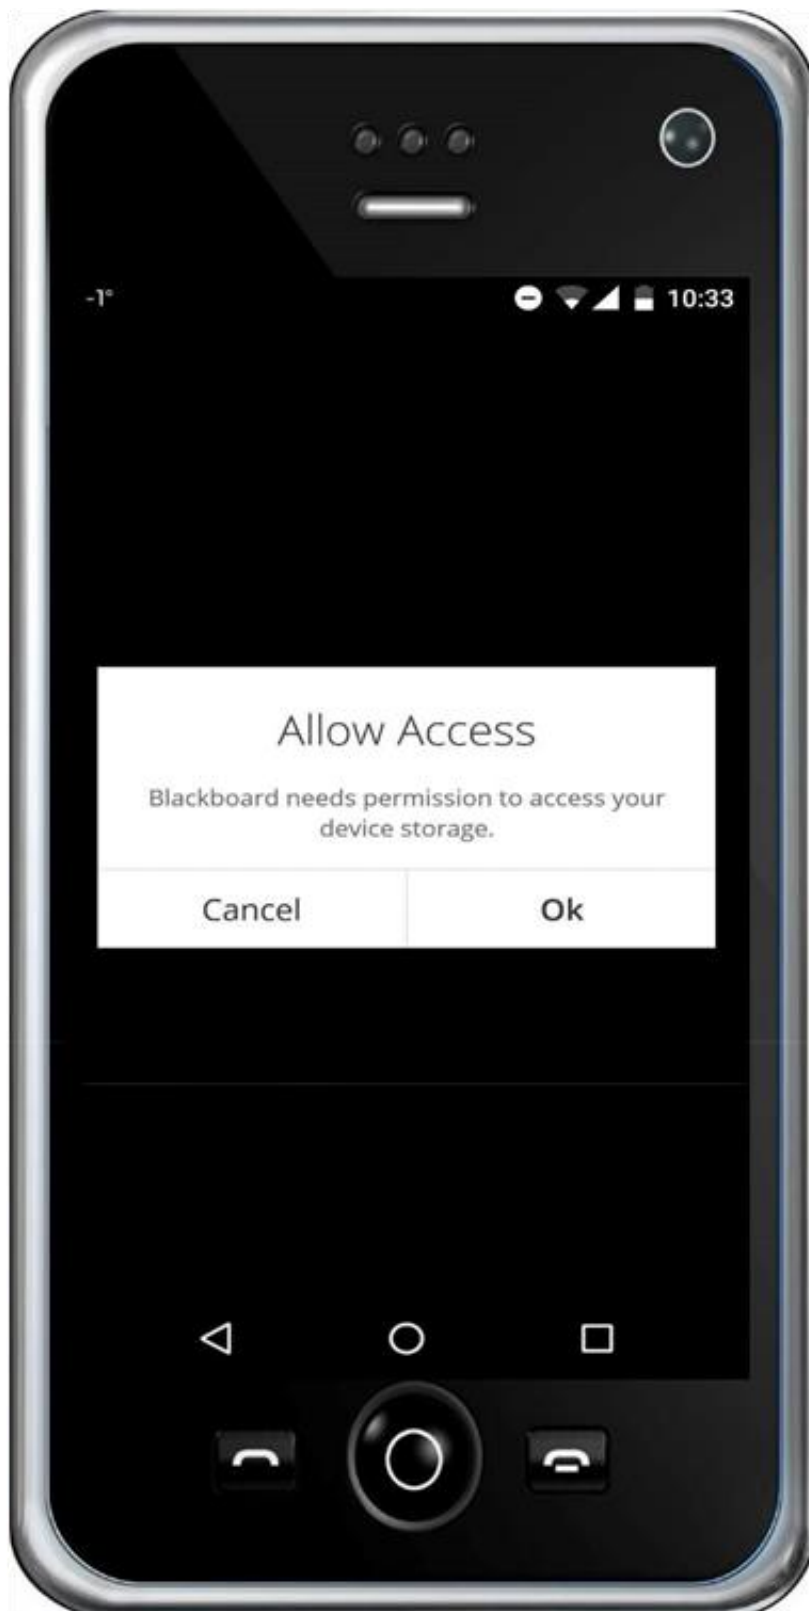 -1°
10:33
Allow Access
Blackboard needs permission to access your
device storage.
Cancel
Ok